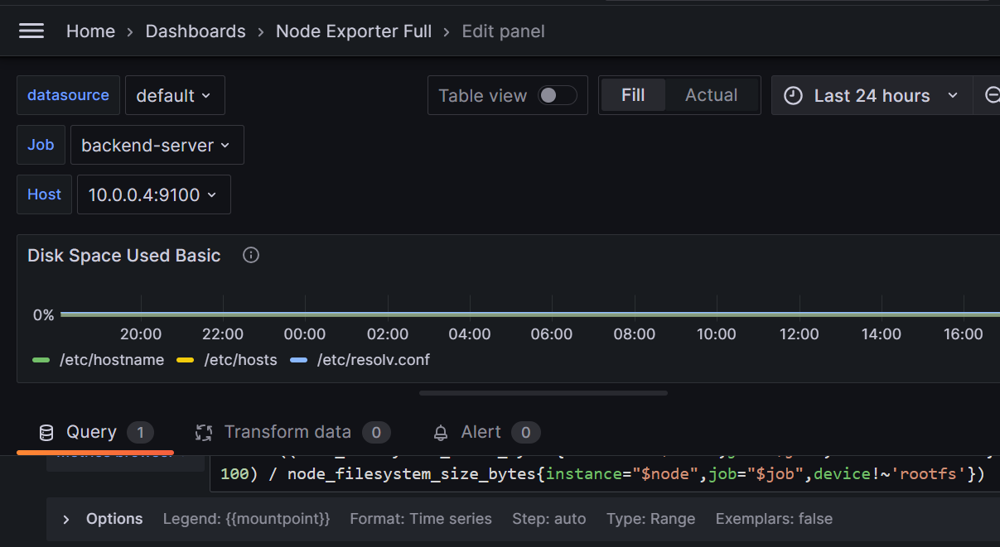 Home › Dashboards › Node Exporter Full › Edit panel
datasource default Table view Fill Actual Last 24 hours
Job backend-server
Host 10.0.0.4:9100
Disk Space Used Basic
0%
20:00 22:00 00:00 02:00 04:00 06:00 08:00 10:00 12:00 14:00 16:00
/etc/hostname /etc/hosts /etc/resolv.conf
Query 1 Transform data 0 Alert 0
100) / node_filesystem_size_bytes{instance="$node",job="$job",device!~'rootfs'})
Options Legend: {{mountpoint}} Format: Time series Step: auto Type: Range Exemplars: false